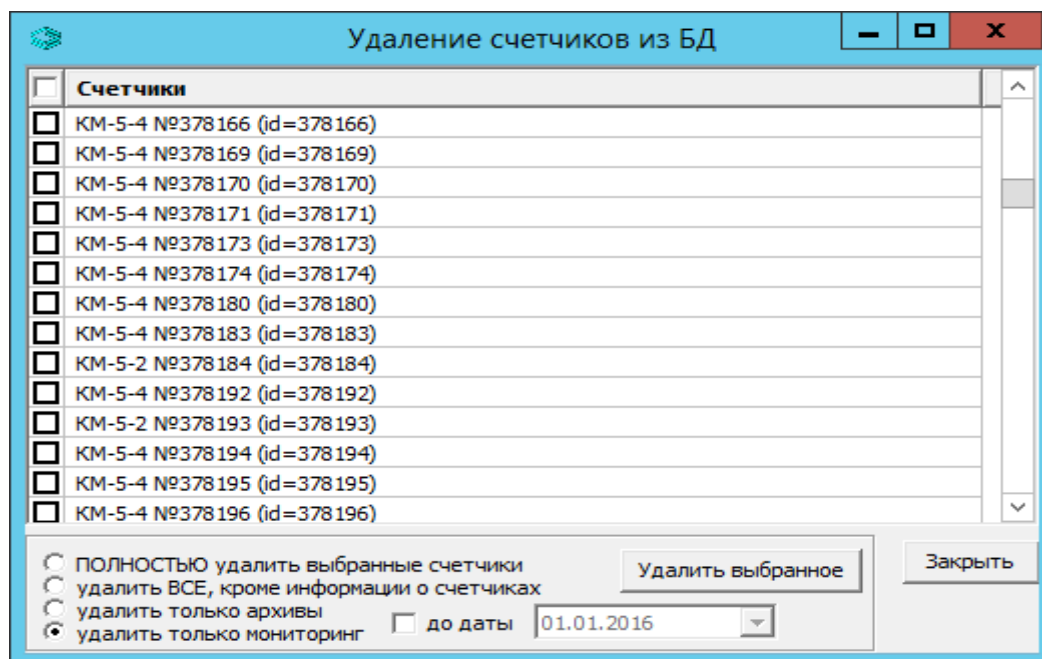 Удаление счетчиков из БД
Счетчики
КМ-5-4 №378166 (id=378166)
КМ-5-4 №378169 (id=378169)
КМ-5-4 №378170 (id=378170)
КМ-5-4 №378171 (id=378171)
КМ-5-4 №378173 (id=378173)
КМ-5-4 №378174 (id=378174)
КМ-5-4 №378180 (id=378180)
КМ-5-4 №378183 (id=378183)
КМ-5-2 №378184 (id=378184)
КМ-5-4 №378192 (id=378192)
КМ-5-2 №378193 (id=378193)
КМ-5-4 №378194 (id=378194)
КМ-5-4 №378195 (id=378195)
КМ-5-4 №378196 (id=378196)
ПОЛНОСТЬЮ удалить выбранные счетчики
удалить ВСЕ, кроме информации о счетчиках
удалить только архивы
удалить только мониторинг
до даты 01.01.2016
Удалить выбранное
Закрыть